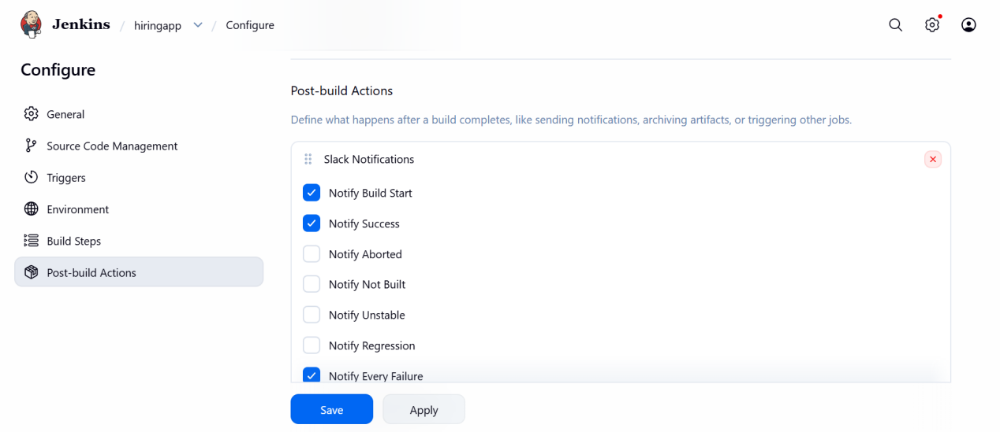 Jenkins / hiringapp / Configure
Configure
General
Source Code Management
Triggers
Environment
Build Steps
Post-build Actions
Post-build Actions
Define what happens after a build completes, like sending notifications, archiving artifacts, or triggering other jobs.
Slack Notifications
Notify Build Start
Notify Success
Notify Aborted
Notify Not Built
Notify Unstable
Notify Regression
Notify Every Failure
Save
Apply